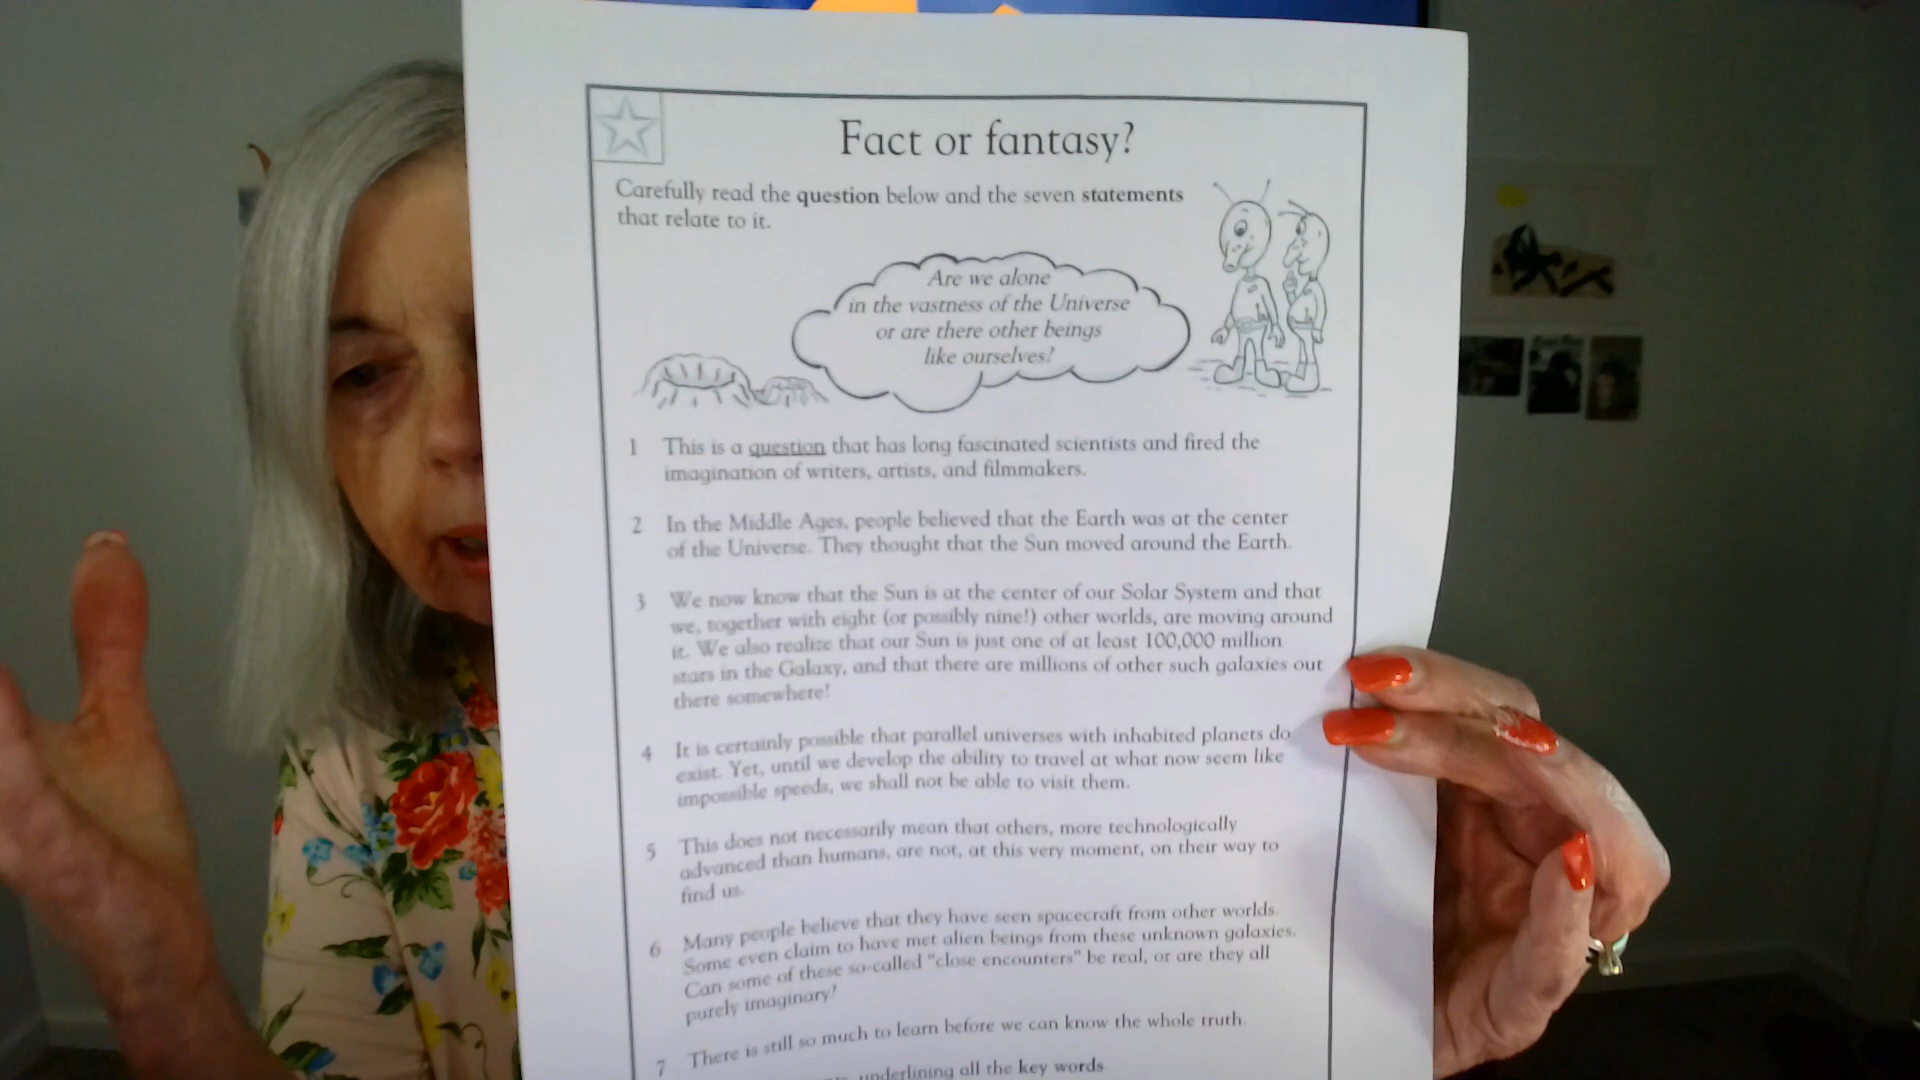 Fact or fantasy?
Carefully read the question below and the seven statements
that relate to it.
Are we alone
in the vastness of the Universe
or are there other beings
like ourselves?
1 This is a question that has long fascinated scientists and fired the
imagination of writers, artists, and filmmakers.
2 In the Middle Ages, people believed that the Earth was at the center
of the Universe. They thought that the Sun moved around the Earth.
3 We now know that the Sun is at the center of our Solar System and that
we, together with eight (or possibly nine!) other worlds, are moving around
it. We also realize that our Sun is just one of at least 100,000 million
stars in the Galaxy, and that there are millions of other such galaxies out
there somewhere!
4 It is certainly possible that parallel universes with inhabited planets do
exist. Yet, until we develop the ability to travel at what now seem like
impossible speeds, we shall not be able to visit them.
5 This does not necessarily mean that others, more technologically
advanced than humans, are not, at this very moment, on their way to
find us.
6 Many people believe that they have seen spacecraft from other worlds.
Some even claim to have met alien beings from these unknown galaxies.
Can some of these so-called "close encounters" be real, or are they all
purely imaginary?
7 There is still so much to learn before we can know the whole truth.
underlining all the key words